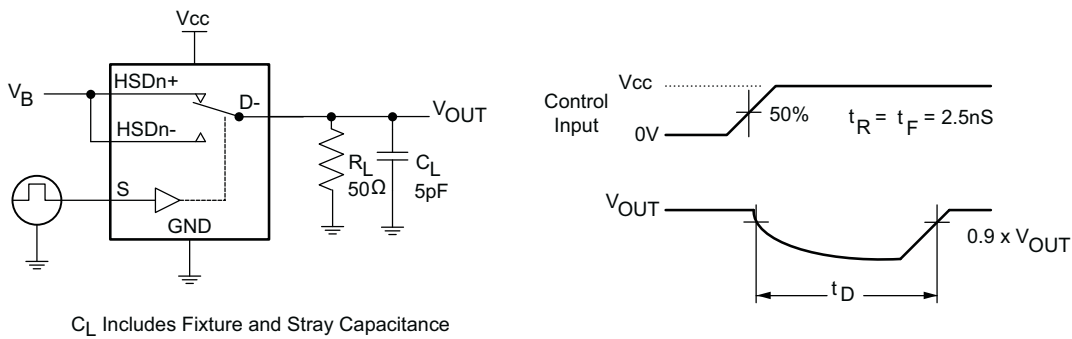 Vcc
V_B
HSDn+
D-
V_OUT
HSDn-
R_L
50Ω
C_L
5pF
S
GND
C_L Includes Fixture and Stray Capacitance
Vcc
Control
Input
0V
50%
t_R = t_F = 2.5nS
V_OUT
0.9 x V_OUT
t_D